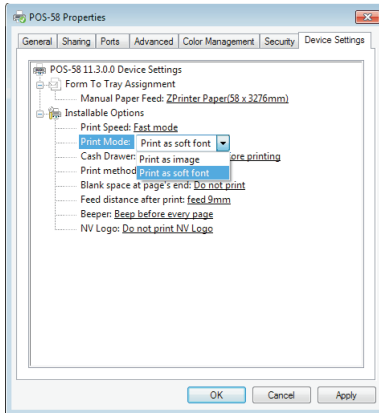 POS-58 Properties
General Sharing Ports Advanced Color Management Security Device Settings
POS-58 11.3.0.0 Device Settings
Form To Tray Assignment
Manual Paper Feed: ZPrinter Paper(58 x 3276mm)
Installable Options
Print Speed: Fast mode
Print Mode: Print as soft font
Cash Drawer: Print as image ore printing
Print method Print as soft font
Blank space at page's end: Do not print
Feed distance after print: feed 9mm
Beeper: Beep before every page
NV Logo: Do not print NV Logo
OK Cancel Apply